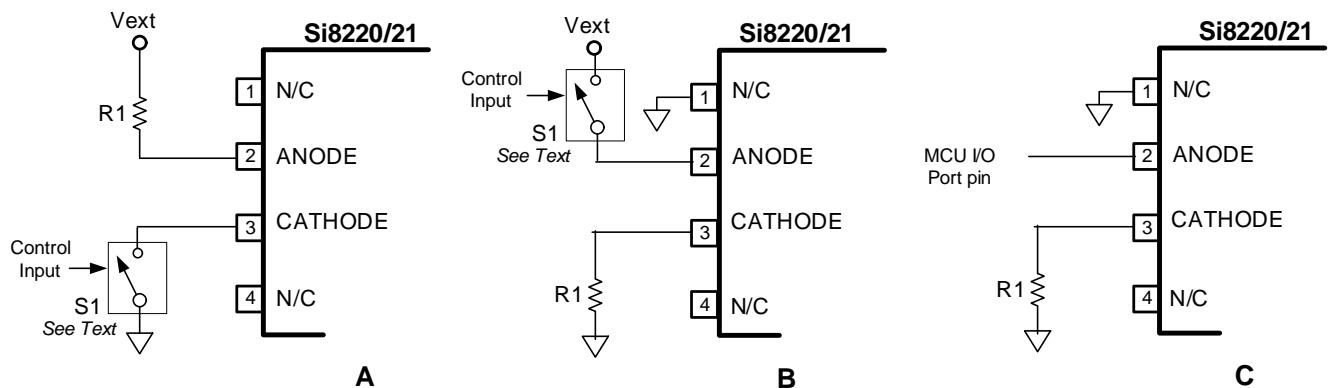 Vext
R1
Si8220/21
1 N/C
2 ANODE
3 CATHODE
4 N/C
Control
Input
S1
See Text
A
Vext
Control
Input
S1
See Text
R1
Si8220/21
1 N/C
2 ANODE
3 CATHODE
4 N/C
B
Si8220/21
1 N/C
MCU I/O
Port pin
2 ANODE
3 CATHODE
R1
4 N/C
C